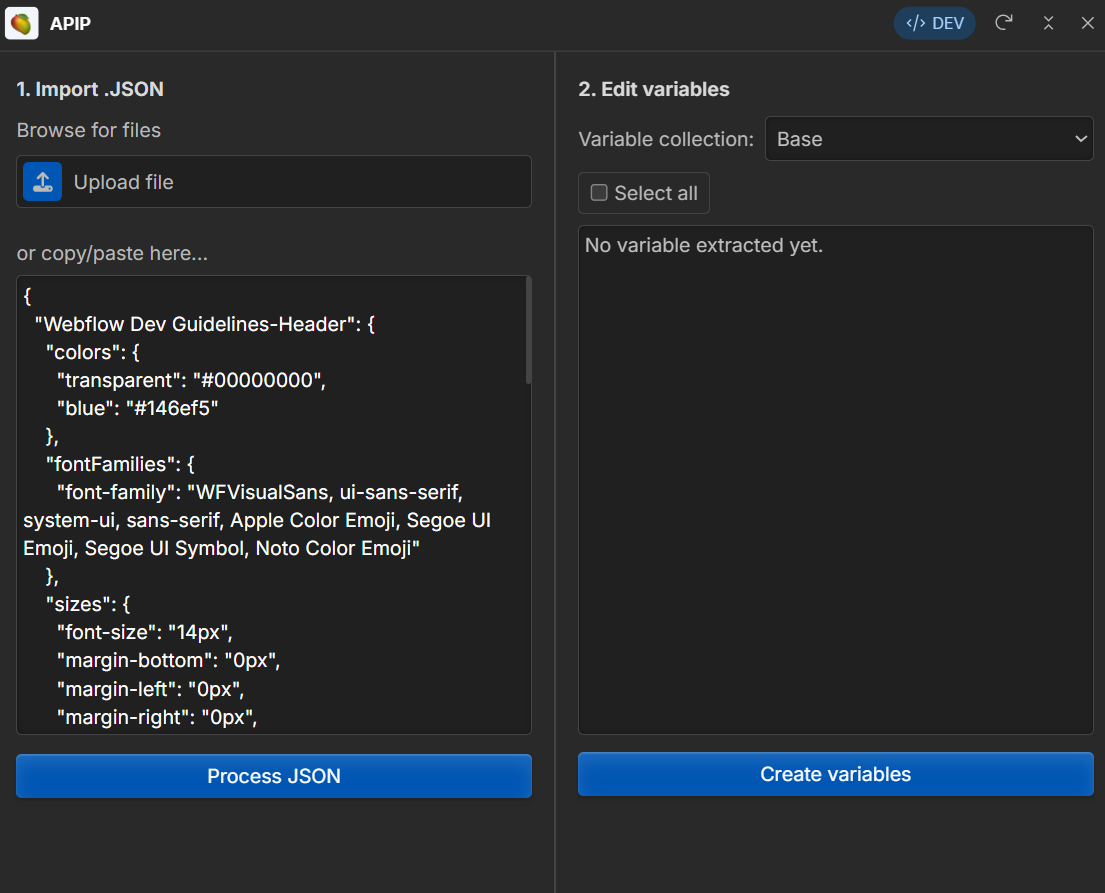 APIP
</> DEV
1. Import .JSON
Browse for files
Upload file
or copy/paste here...
{
"Webflow Dev Guidelines-Header": {
"colors": {
"transparent": "#00000000",
"blue": "#146ef5"
},
"fontFamilies": {
"font-family": "WFVisualSans, ui-sans-serif,
system-ui, sans-serif, Apple Color Emoji, Segoe UI
Emoji, Segoe UI Symbol, Noto Color Emoji"
},
"sizes": {
"font-size": "14px",
"margin-bottom": "0px",
"margin-left": "0px",
"margin-right": "0px",
Process JSON
2. Edit variables
Variable collection: Base
Select all
No variable extracted yet.
Create variables